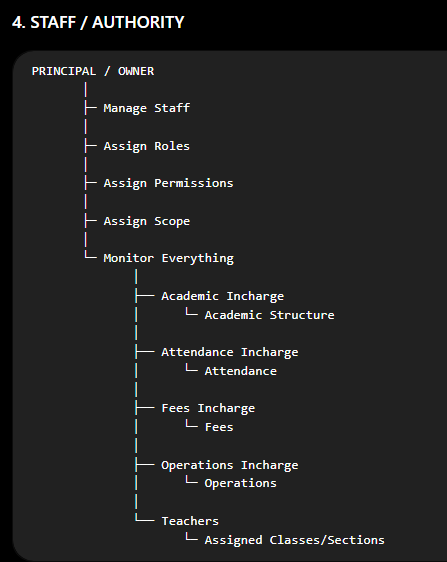 4. STAFF / AUTHORITY
PRINCIPAL / OWNER
Manage Staff
Assign Roles
Assign Permissions
Assign Scope
Monitor Everything
Academic Incharge
Academic Structure
Attendance Incharge
Attendance
Fees Incharge
Fees
Operations Incharge
Operations
Teachers
Assigned Classes/Sections